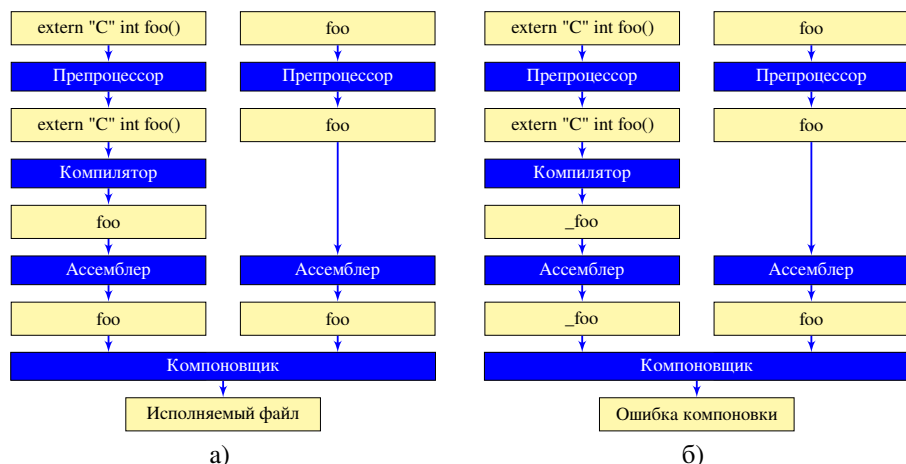 extern "C" int foo()
foo
Препроцессор
Препроцессор
extern "C" int foo()
foo
Компилятор
foo
Ассемблер
Ассемблер
foo
foo
Компоновщик
Исполняемый файл
а)
extern "C" int foo()
foo
Препроцессор
Препроцессор
extern "C" int foo()
foo
Компилятор
_foo
Ассемблер
Ассемблер
_foo
foo
Компоновщик
Ошибка компоновки
б)